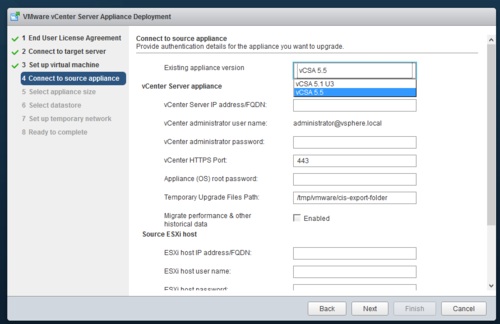 VMware vCenter Server Appliance Deployment
1 End User License Agreement
2 Connect to target server
3 Set up virtual machine
4 Connect to source appliance
5 Select appliance size
6 Select datastore
7 Set up temporary network
8 Ready to complete
Connect to source appliance
Provide authentication details for the appliance you want to upgrade.
Existing appliance version
vCSA 5.5
vCSA 5.1 U3
vCSA 5.5
vCenter Server appliance
vCenter Server IP address/FQDN:
vCenter administrator user name: administrator@vsphere.local
vCenter administrator password:
vCenter HTTPS Port: 443
Appliance (OS) root password:
Temporary Upgrade Files Path: /tmp/vmware/cis-export-folder
Migrate performance & other
historical data
Enabled
Source ESXi host
ESXi host IP address/FQDN:
ESXi host user name:
ESXi host password:
Back Next Finish Cancel